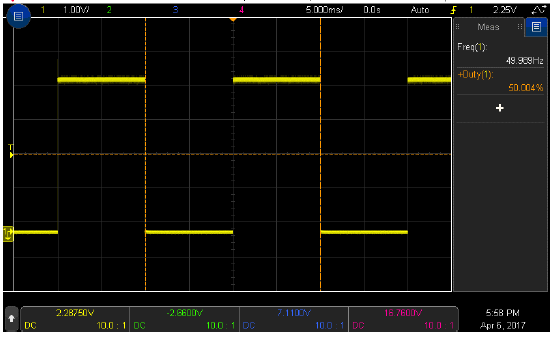 1 1.00V/ 2 3 4 5.000ms/ 0.0s Auto 1 2.25V
Meas
Freq(1):
49.969Hz
+Duty(1):
50.004%
T
2.28750V -2.6600V 7.1100V 16.7600V
DC 10.0 : 1 DC 10.0 : 1 DC 10.0 : 1 DC 10.0 : 1
5:58 PM
Apr 6, 2017